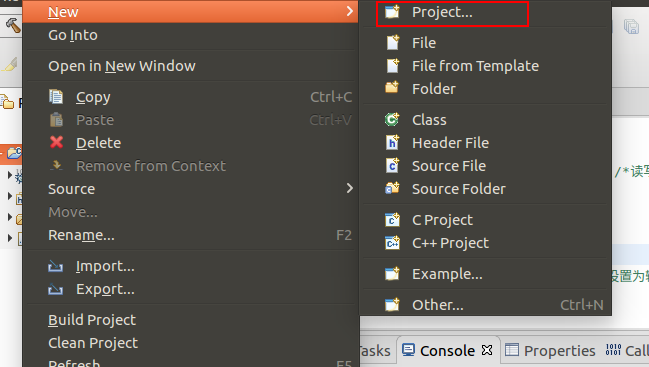 New
Go Into
Open in New Window
Copy Ctrl+C
Paste Ctrl+V
Delete
Remove from Context
Source
Move...
Rename... F2
Import...
Export...
Build Project
Clean Project
Refresh F5
Project...
File
File from Template
Folder
Class
Header File
Source File
Source Folder
C Project
C++ Project
Example...
Other... Ctrl+N
/*读写
设置为输
Tasks
Console
Properties
Call